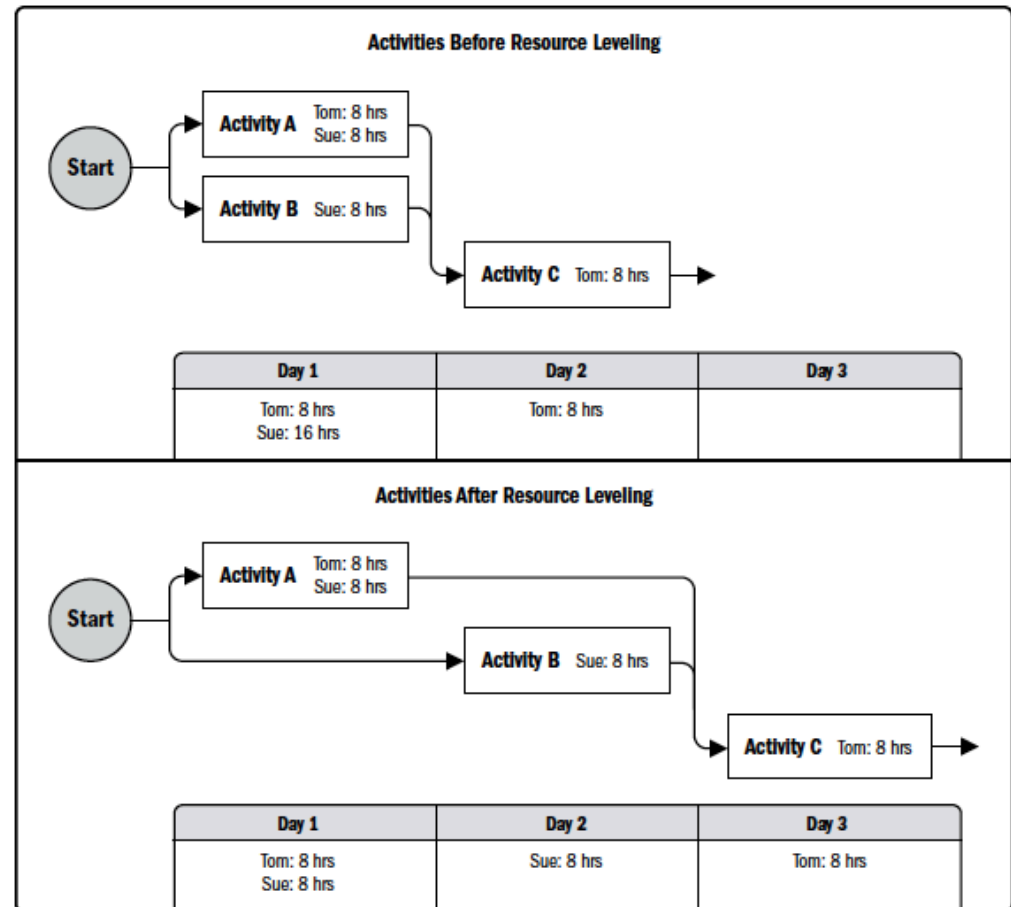 Activities Before Resource Leveling
Start
Activity A
Tom: 8 hrs
Sue: 8 hrs
Activity B Sue: 8 hrs
Activity C Tom: 8 hrs
Day 1 Day 2 Day 3
Tom: 8 hrs Tom: 8 hrs
Sue: 16 hrs
Activities After Resource Leveling
Start
Activity A
Tom: 8 hrs
Sue: 8 hrs
Activity B Sue: 8 hrs
Activity C Tom: 8 hrs
Day 1 Day 2 Day 3
Tom: 8 hrs Sue: 8 hrs Tom: 8 hrs
Sue: 8 hrs